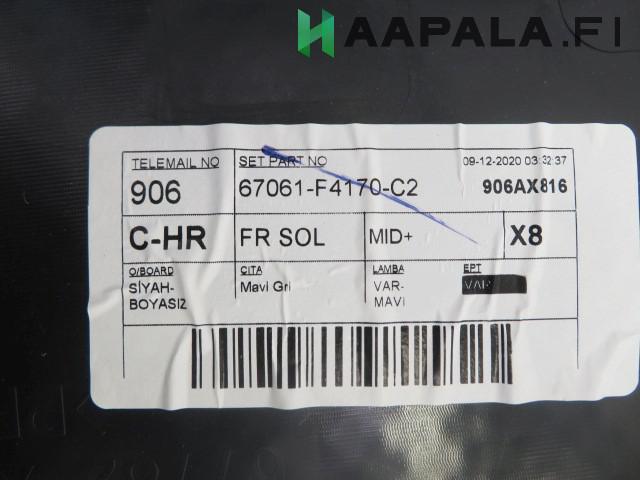 HAAPALA.FI
TELEMAIL NO SET PART NO 09-12-2020 03:32:37
906 67061-F4170-C2 906AX816
C-HR FR SOL MID+ X8
O/BOARD CITA LAMBA EPT
SİYAH- Mavi Gri VAR- VAR
BOYASIZ MAVi